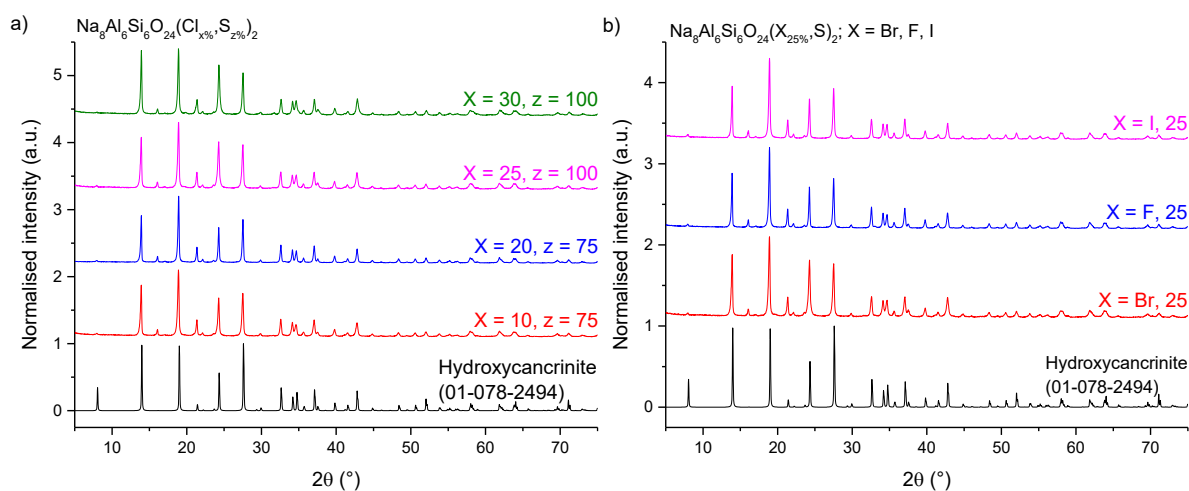 a)
Na₈Al₆Si₆O₂₄(Clₓ%,S_z%)₂
5
4
3
2
1
0
Normalised intensity (a.u.)
X = 30, z = 100
X = 25, z = 100
X = 20, z = 75
X = 10, z = 75
Hydroxycancrinite
(01-078-2494)
10 20 30 40 50 60 70
2θ (°)
b)
Na₈Al₆Si₆O₂₄(X₂₅%,S)₂; X = Br, F, I
4
3
2
1
0
Normalised intensity (a.u.)
X = I, 25
X = F, 25
X = Br, 25
Hydroxycancrinite
(01-078-2494)
10 20 30 40 50 60 70
2θ (°)